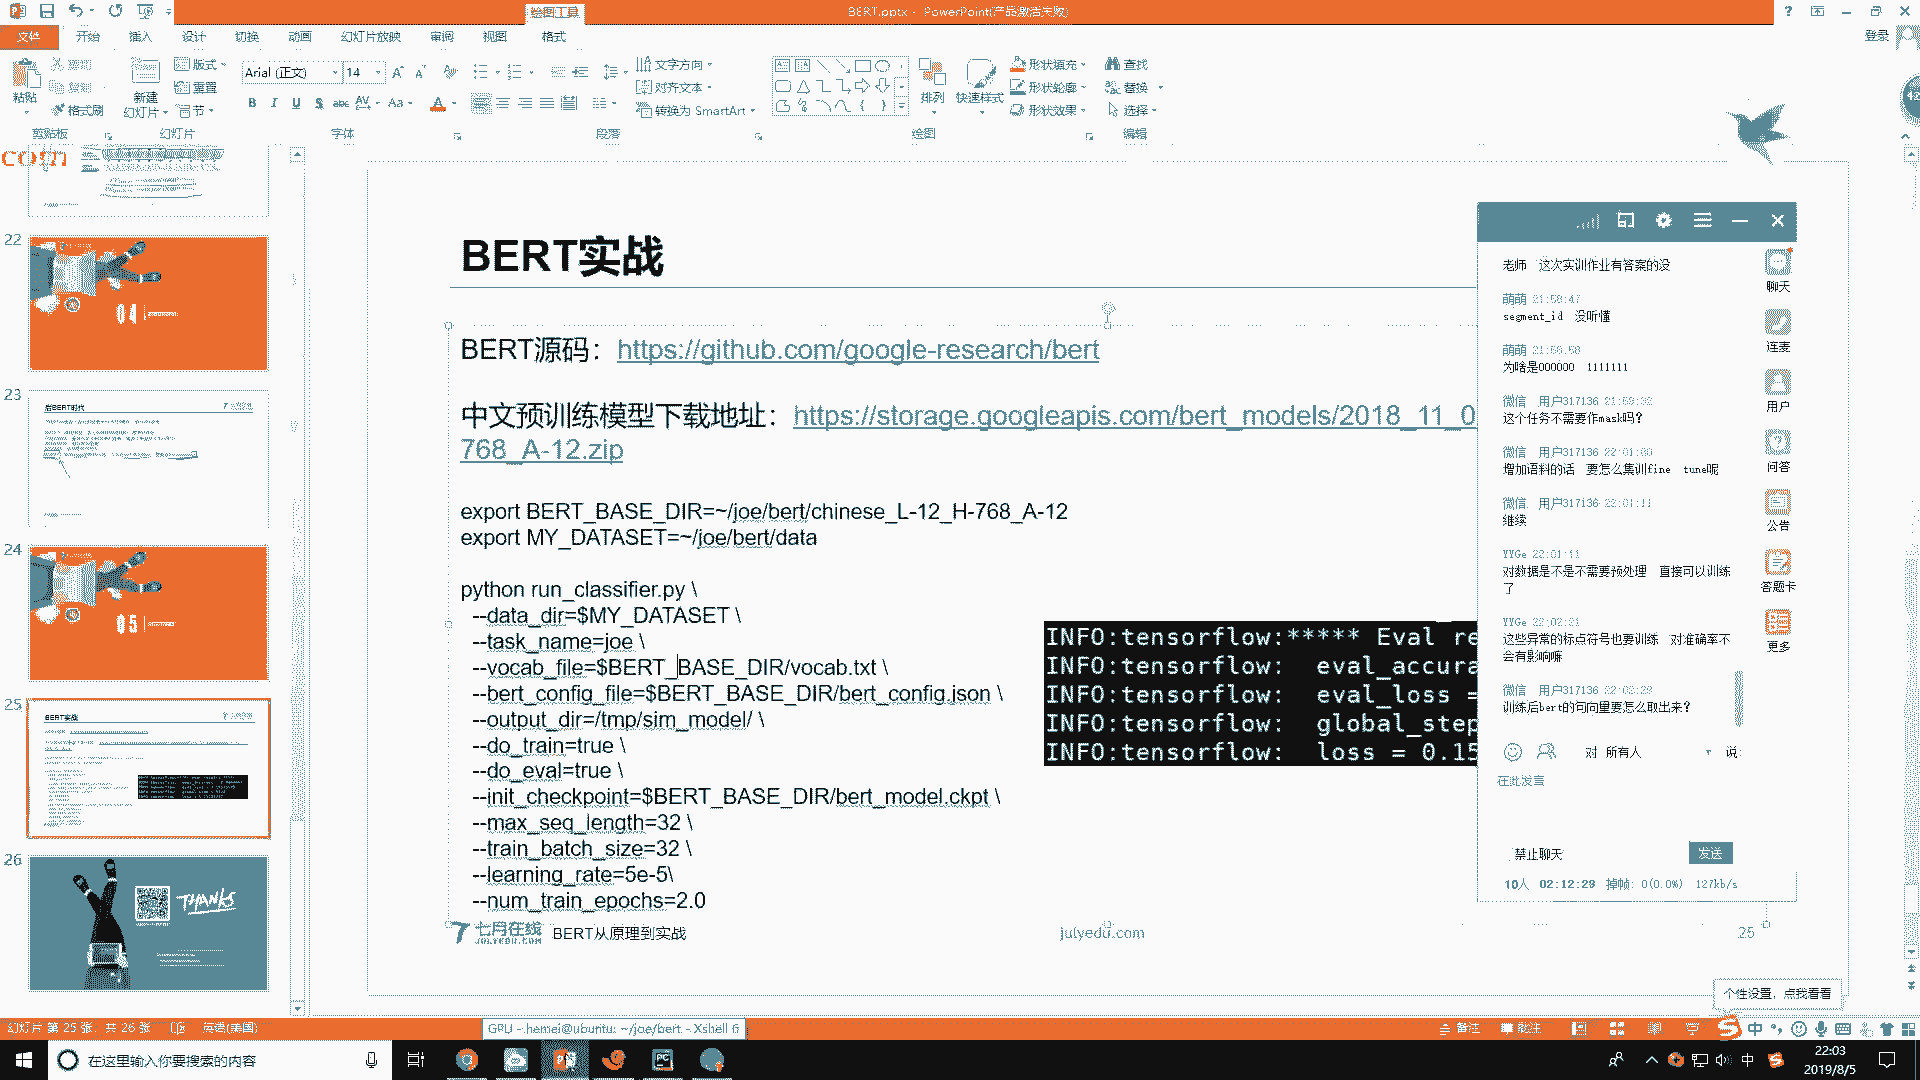 BERT.pptx - PowerPoint(产品激活失败)
绘图工具
文件 开始 插入 设计 切换 动画 幻灯片放映 审阅 视图 格式
登录
粘贴
格式刷
剪贴板
新建
幻灯片
版式
重置
节
幻灯片
Arial (正文) 14
字体
文字方向
对齐文本
转换为 SmartArt
段落
排列
快速样式
形状填充
形状轮廓
形状效果
绘图
查找
替换
选择
编辑
com
22
04
23
后BERT时代
24
05
25
BERT实战
26
THANKS
BERT实战
BERT源码：https://github.com/google-research/bert
中文预训练模型下载地址：https://storage.googleapis.com/bert_models/2018_11_0
768_A-12.zip
export BERT_BASE_DIR=~/joe/bert/chinese_L-12_H-768_A-12
export MY_DATASET=~/joe/bert/data
python run_classifier.py \
--data_dir=$MY_DATASET \
--task_name=joe \
--vocab_file=$BERT_BASE_DIR/vocab.txt \
--bert_config_file=$BERT_BASE_DIR/bert_config.json \
--output_dir=/tmp/sim_model/ \
--do_train=true \
--do_eval=true \
--init_checkpoint=$BERT_BASE_DIR/bert_model.ckpt \
--max_seq_length=32 \
--train_batch_size=32 \
--learning_rate=5e-5\
--num_train_epochs=2.0
INFO:tensorflow:***** Eval re
INFO:tensorflow: eval_accura
INFO:tensorflow: eval_loss =
INFO:tensorflow: global_step
INFO:tensorflow: loss = 0.15
七月在线
JULYEDU.COM
BERT从原理到实战
julyedu.com
25
老师 这次实训作业有答案的没
萌萌 21:58:47
segment_id 没听懂
萌萌 21:58:58
为啥是000000 1111111
微信 用户317136 21:59:32
这个任务不需要作mask吗？
微信 用户317136 22:01:00
增加语料的话 要怎么集训fine tune呢
微信 用户317136 22:01:11
继续
YYGe 22:01:41
对数据是不是不需要预处理 直接可以训练
了
YYGe 22:02:21
这些异常的标点符号也要训练 对准确率不
会有影响嘛
微信 用户317136 22:02:28
训练后bert的句向量要怎么取出来？
对 所有人 说:
在此发言
禁止聊天
发送
10人 02:12:29 掉帧: 0(0.0%) 127kb/s
聊天
连麦
用户
问答
公告
答题卡
更多
个性设置，点我看看
幻灯片 第 25 张，共 26 张 英语(美国)
GPU - hemei@ubuntu: ~/joe/bert - Xshell 6
备注 批注
中
在这里输入你要搜索的内容
中
22:03
2019/8/5